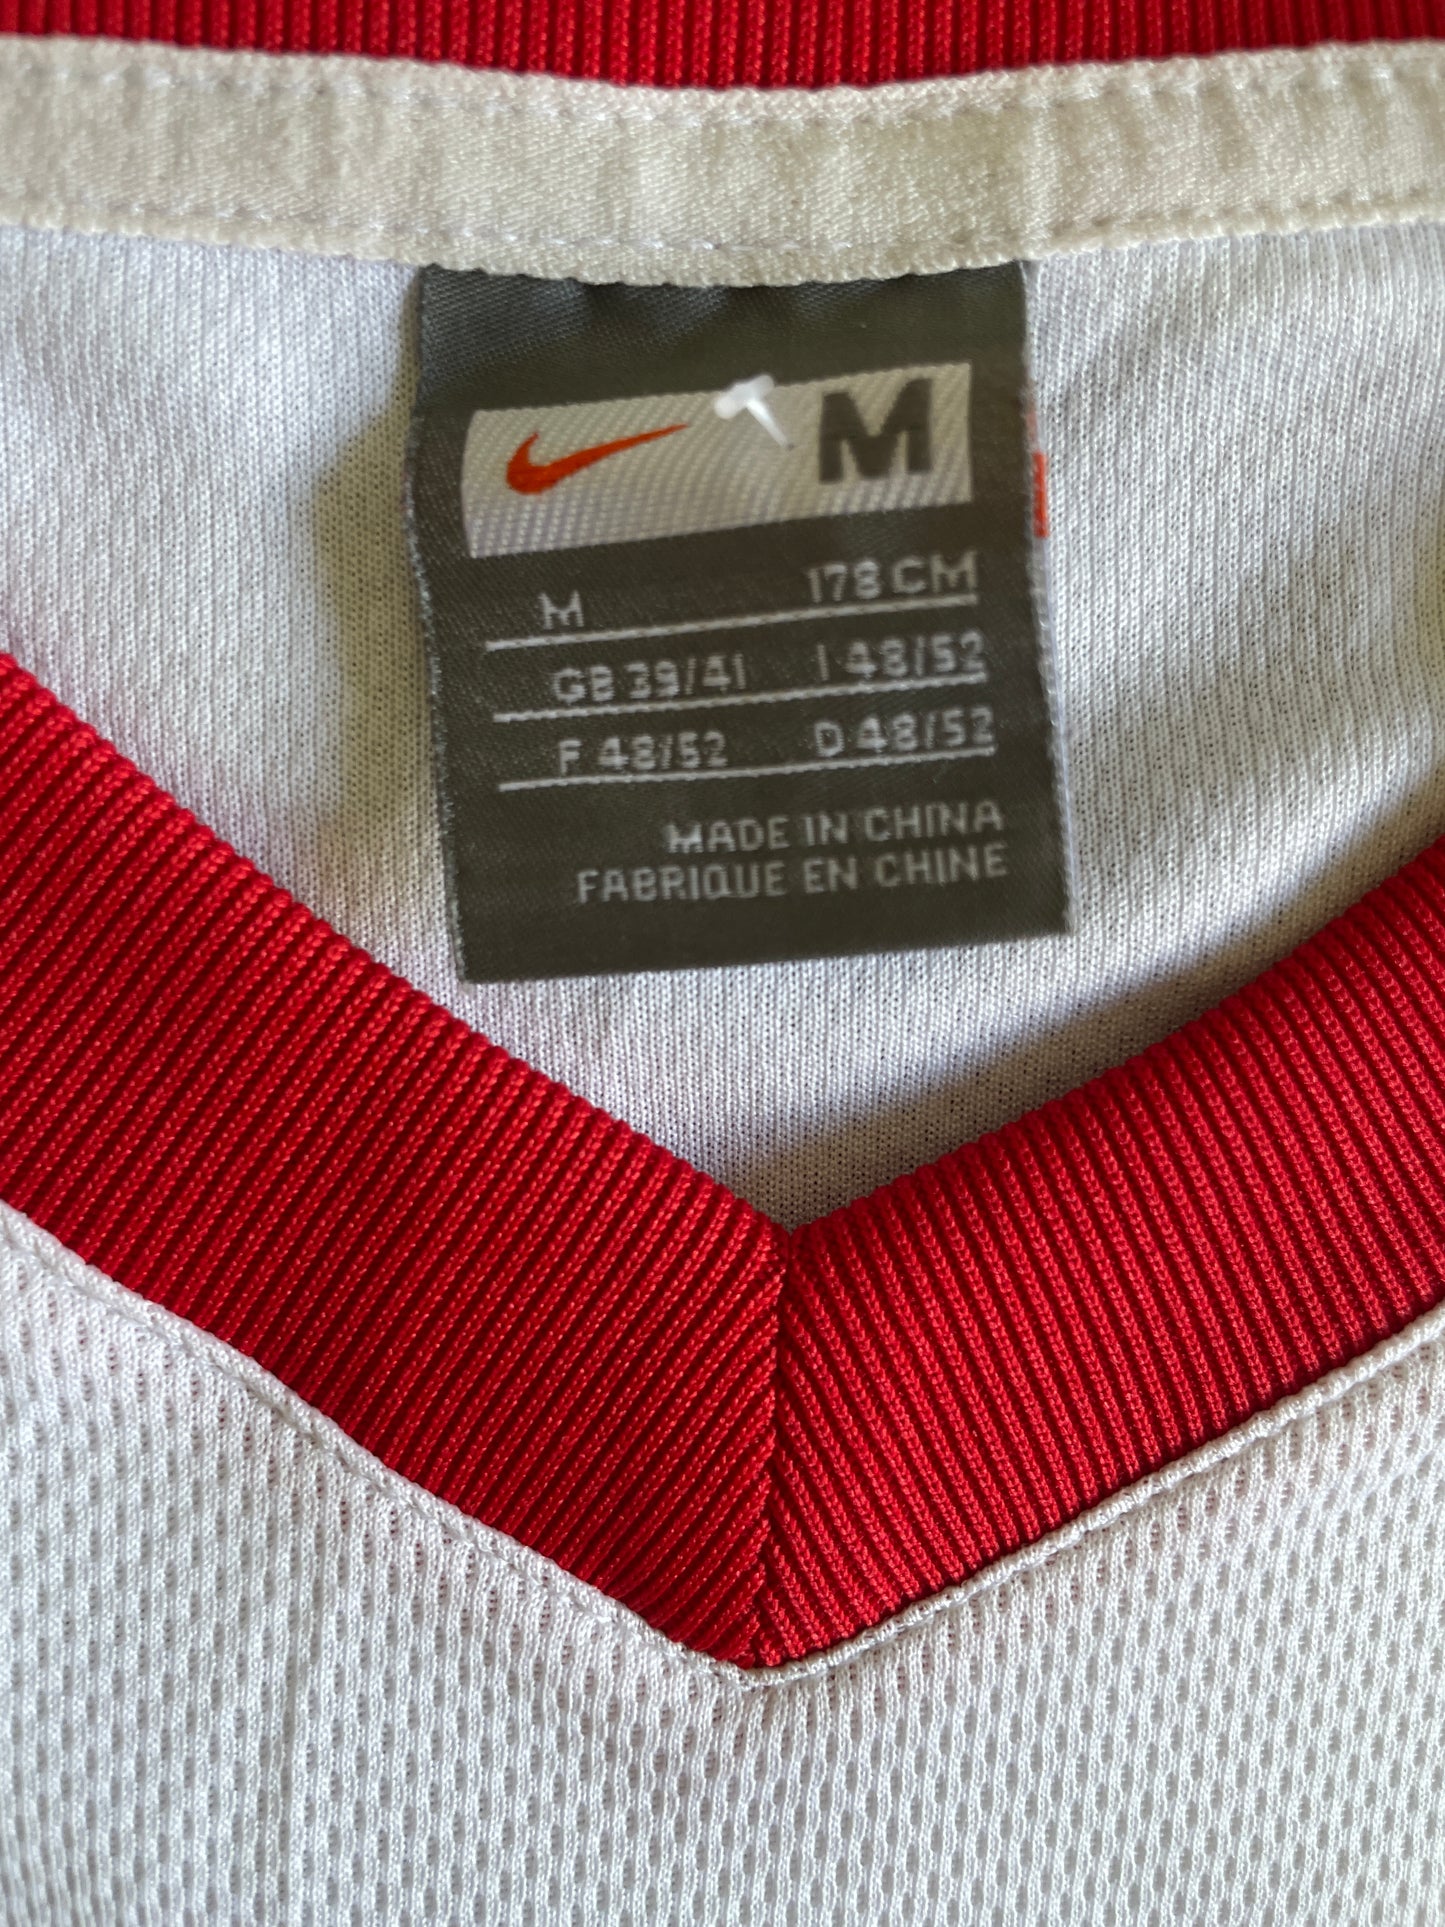 M
M 178 CM
GB 39/41 I 48/52
F 48/52 D 48/52
MADE IN CHINA
FABRIQUE EN CHINE